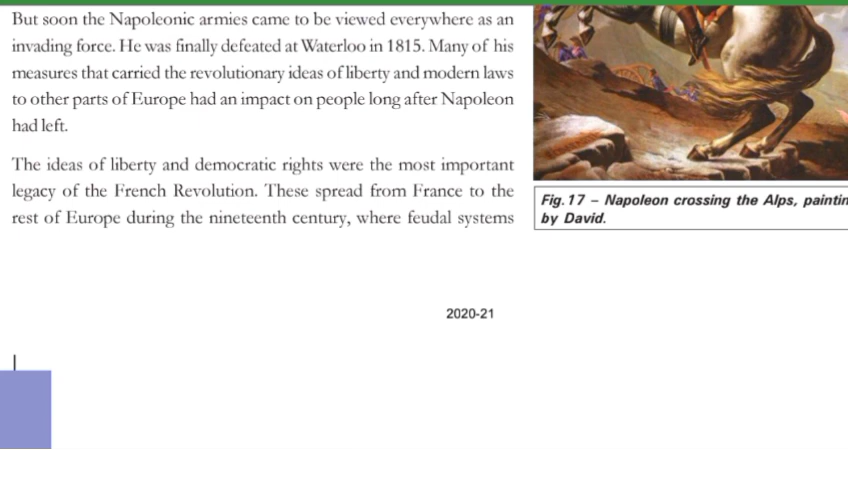 But soon the Napoleonic armies came to be viewed everywhere as an
invading force. He was finally defeated at Waterloo in 1815. Many of his
measures that carried the revolutionary ideas of liberty and modern laws
to other parts of Europe had an impact on people long after Napoleon
had left.
The ideas of liberty and democratic rights were the most important
legacy of the French Revolution. These spread from France to the
rest of Europe during the nineteenth century, where feudal systems
Fig.17 – Napoleon crossing the Alps, paintin
by David.
2020-21